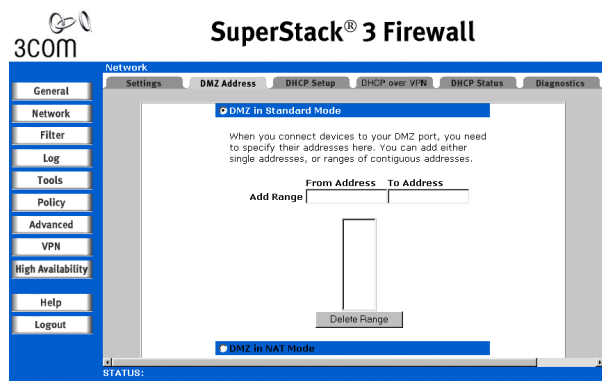 3COM
SuperStack® 3 Firewall
Network
Settings DMZ Address DHCP Setup DHCP over VPN DHCP Status Diagnostics
General
Network
Filter
Log
Tools
Policy
Advanced
VPN
High Availability
Help
Logout
DMZ in Standard Mode
When you connect devices to your DMZ port, you need
to specify their addresses here. You can add either
single addresses, or ranges of contiguous addresses.
From Address To Address
Add Range
Delete Range
DMZ in NAT Mode
STATUS: